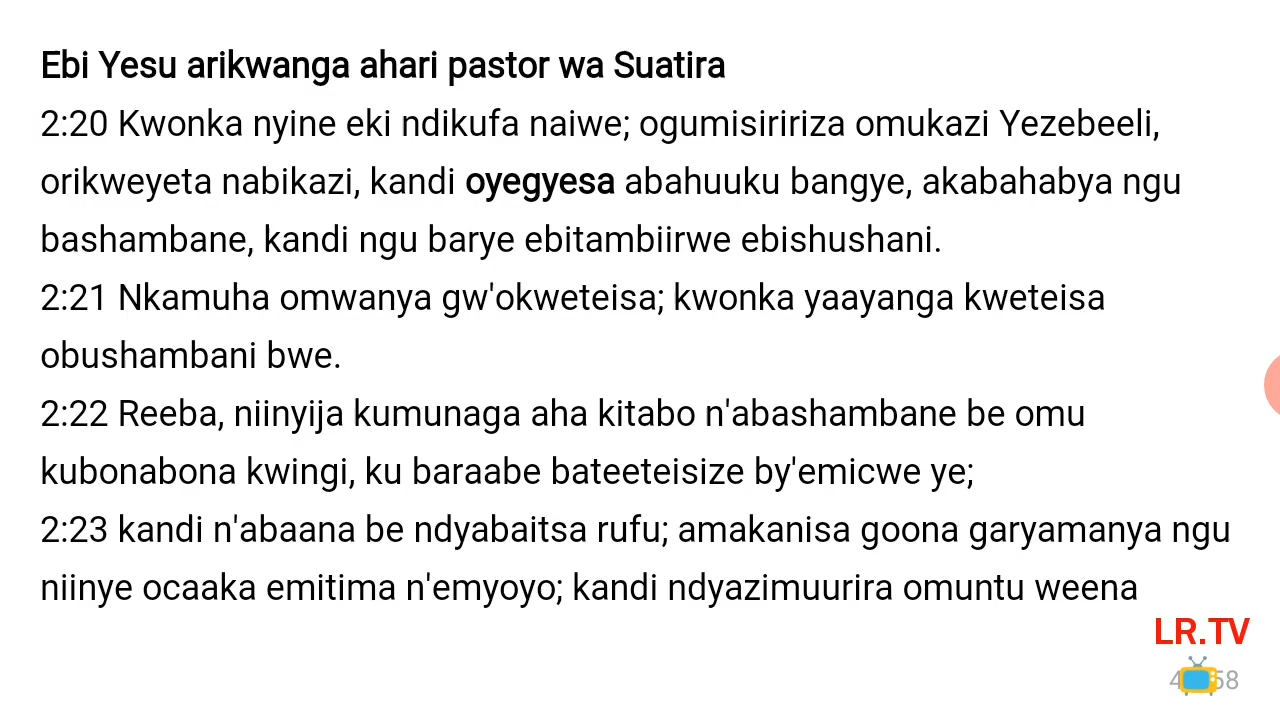 Ebi Yesu arikwanga ahari pastor wa Suatira
2:20 Kwonka nyine eki ndikufa naiwe; ogumisiririza omukazi Yezebeeli,
orikweyeta nabikazi, kandi oyegyesa abahuuku bangye, akabahabya ngu
bashambane, kandi ngu barye ebitambiirwe ebishushani.
2:21 Nkamuha omwanya gw'okweteisa; kwonka yaayanga kweteisa
obushambani bwe.
2:22 Reeba, niinyija kumunaga aha kitabo n'abashambane be omu
kubonabona kwingi, ku baraabe bateeteisize by'emicwe ye;
2:23 kandi n'abaana be ndyabaitsa rufu; amakanisa goona garyamanya ngu
niinye ocaaka emitima n'emyoyo; kandi ndyazimuurira omuntu weena
LR.TV